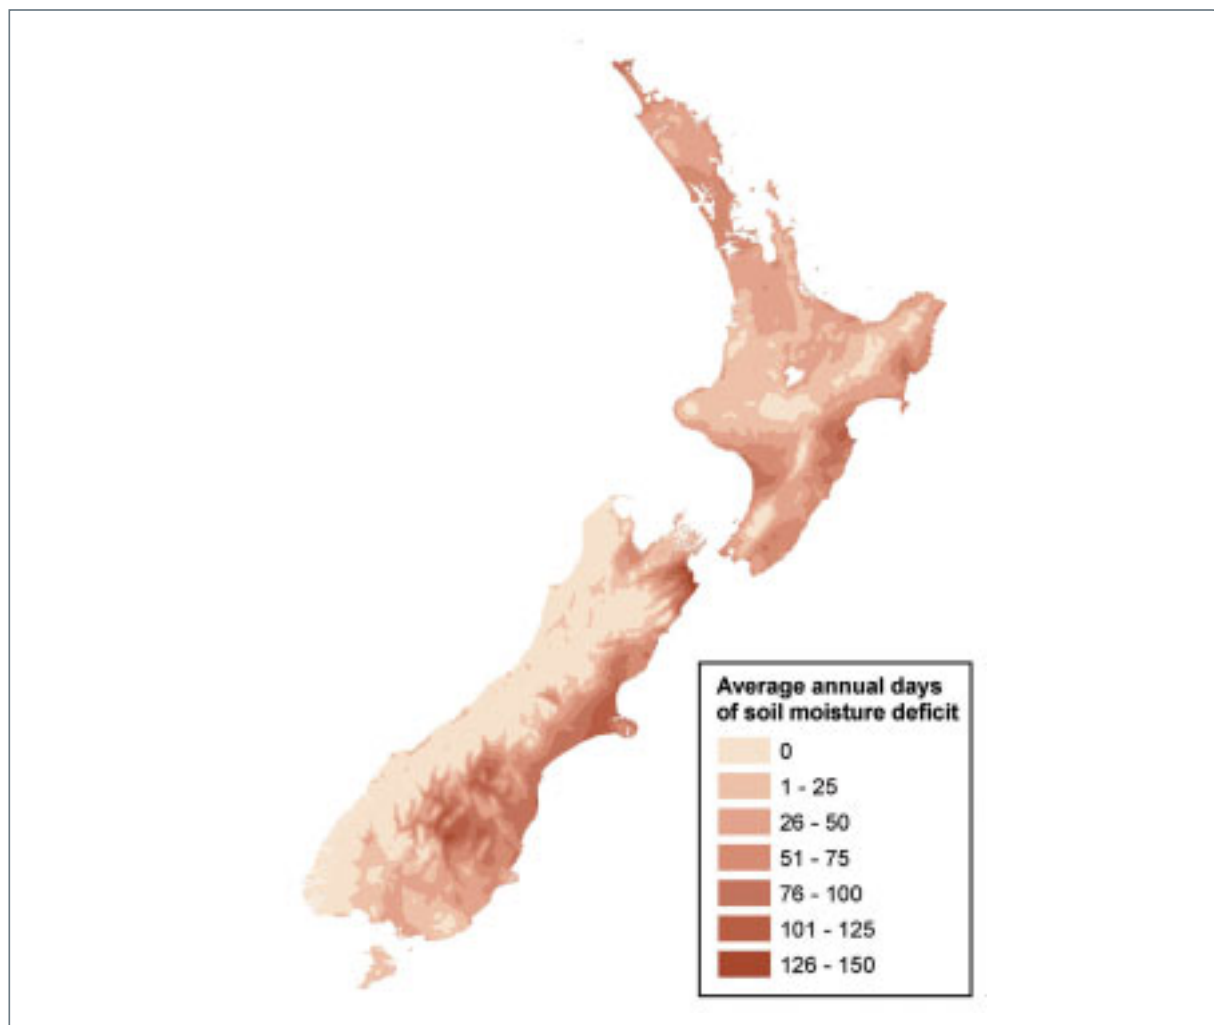 Average annual days
of soil moisture deficit
0
1 - 25
26 - 50
51 - 75
76 - 100
101 - 125
126 - 150